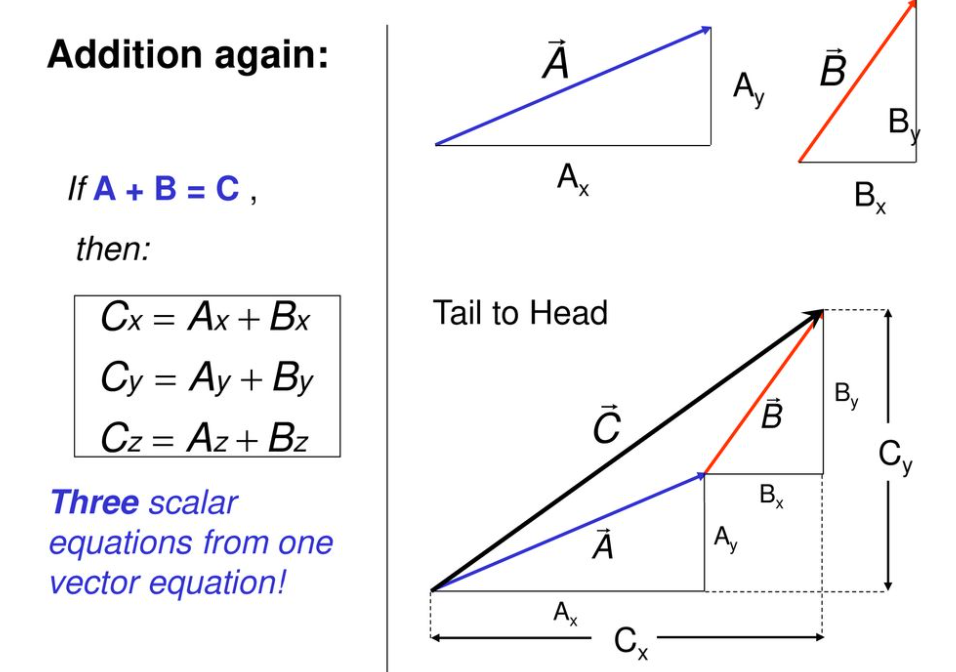 Addition again:
If A + B = C ,
then:
Cx = Ax + Bx
Cy = Ay + By
Cz = Az + Bz
Three scalar
equations from one
vector equation!
A⃗
Ay
Ax
B⃗
By
Bx
Tail to Head
C⃗
B⃗
By
Cy
Bx
A⃗
Ay
Ax
Cx